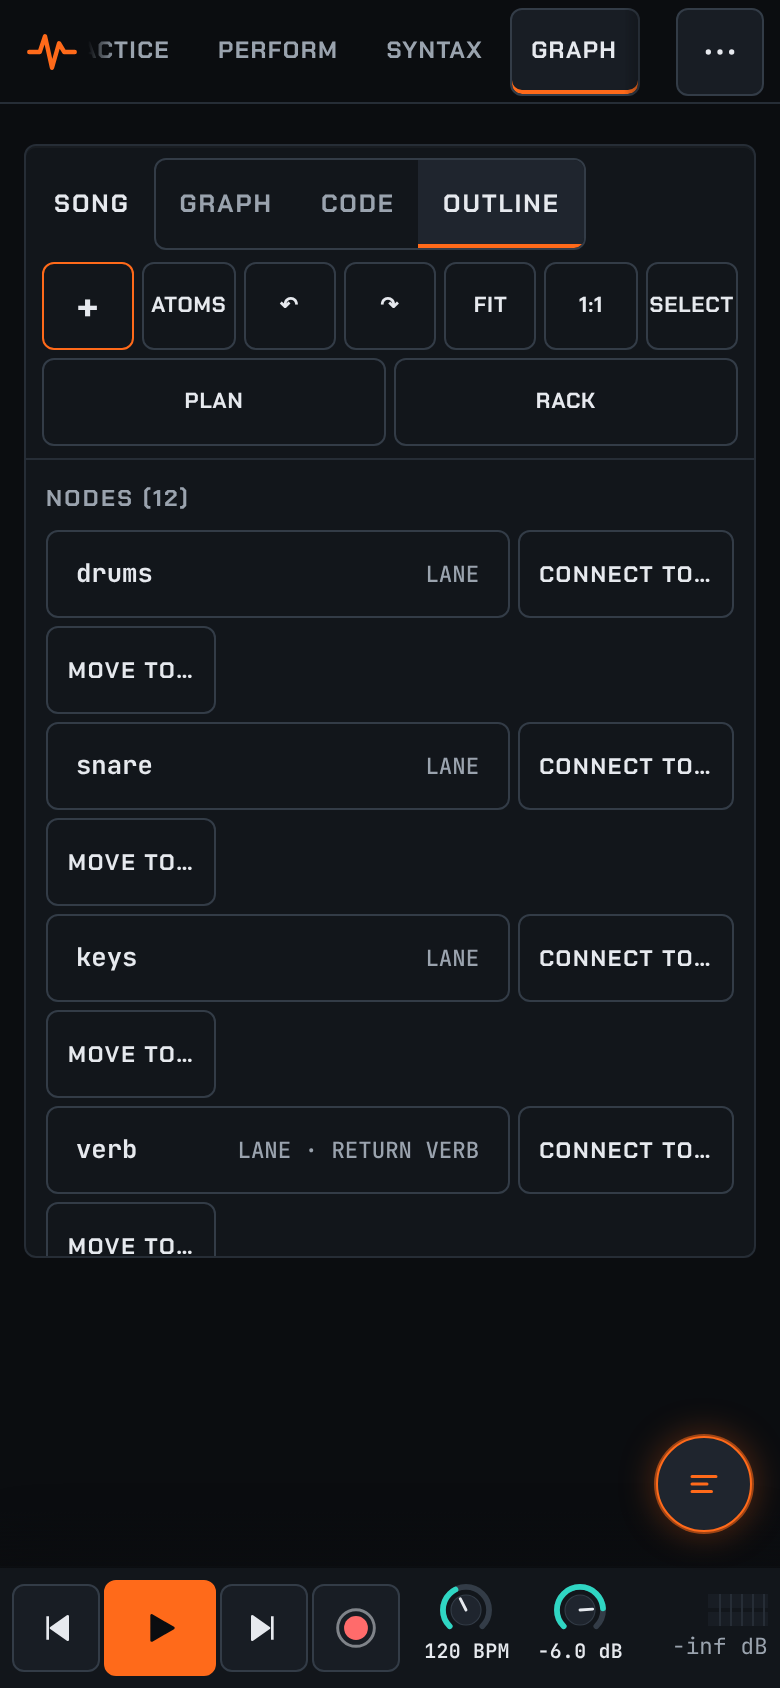 CTICE PERFORM SYNTAX GRAPH ...
SONG GRAPH CODE OUTLINE
+ ATOMS ↶ ↷ FIT 1:1 SELECT
PLAN RACK
NODES (12)
drums LANE CONNECT TO...
MOVE TO...
snare LANE CONNECT TO...
MOVE TO...
keys LANE CONNECT TO...
MOVE TO...
verb LANE · RETURN VERB CONNECT TO...
MOVE TO...
120 BPM -6.0 dB -inf dB